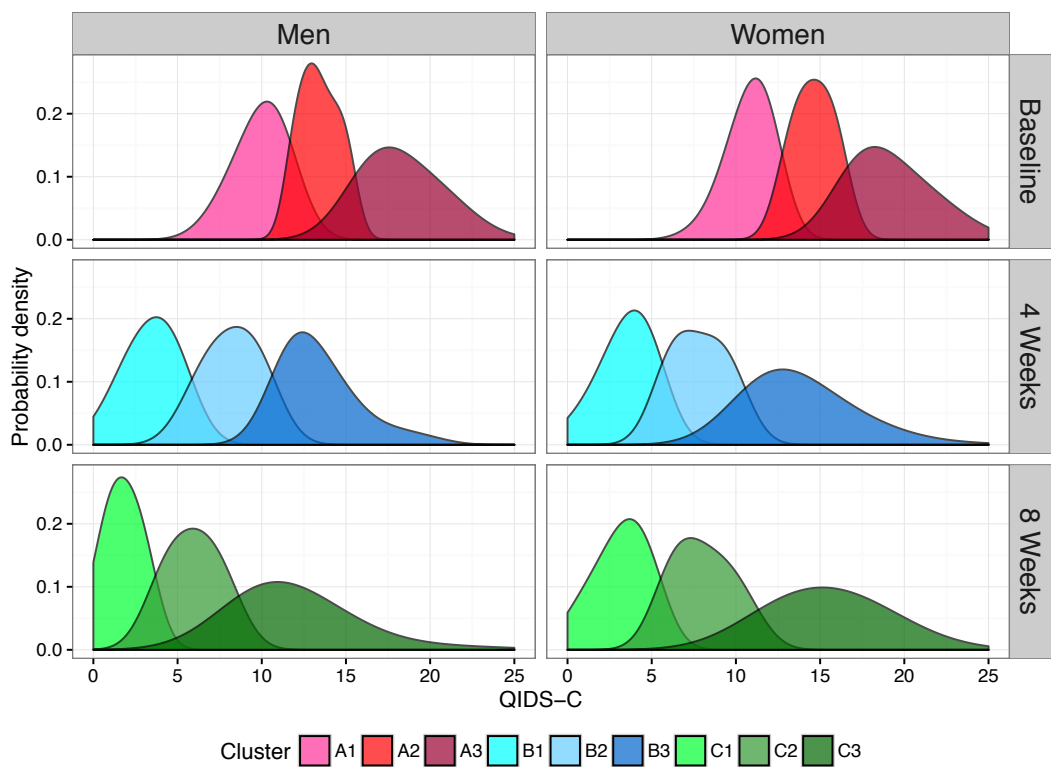 Men Women
0.2
0.1
0.0
Baseline
Probability density
0.2
0.1
0.0
4 Weeks
0.2
0.1
0.0
8 Weeks
0 5 10 15 20 25 0 5 10 15 20 25
QIDS−C
Cluster A1 A2 A3 B1 B2 B3 C1 C2 C3